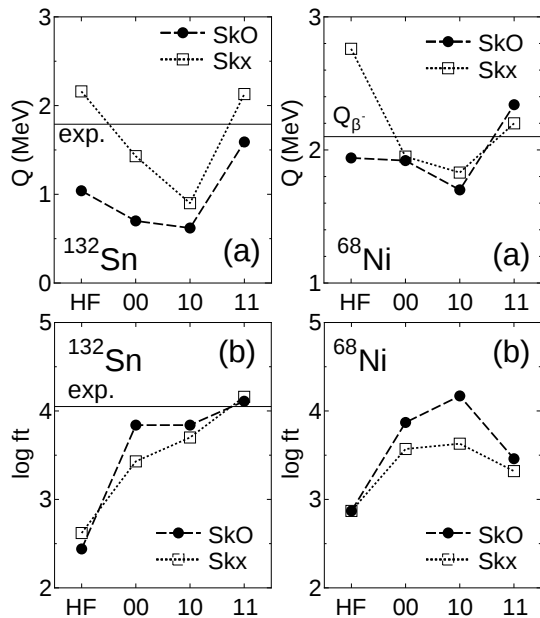 3
2
1
0
Q (MeV)
SkO
Skx
exp.
¹³²Sn
(a)
HF 00 10 11
3
2
1
Q (MeV)
SkO
Skx
Qβ⁻
⁶⁸Ni
(a)
HF 00 10 11
5
4
3
2
log ft
¹³²Sn
(b)
exp.
SkO
Skx
HF 00 10 11
5
4
3
2
log ft
⁶⁸Ni
(b)
SkO
Skx
HF 00 10 11